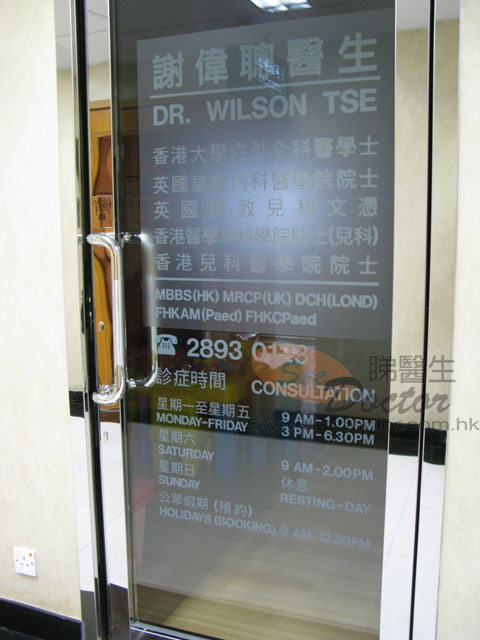 謝偉聰醫生
DR. WILSON TSE
香港大學內外全科醫學士
英國皇家內科醫學院院士
英國倫敦兒科文憑
香港醫學專科學院院士(兒科)
香港兒科醫學院院士
MBBS(HK) MRCP(UK) DCH(LOND)
FHKAM(Paed) FHKCPaed
☎ 2893
診症時間 CONSULTATION
星期一至星期五 9 AM-1.00PM
MONDAY-FRIDAY 3 PM-6.30PM
星期六
SATURDAY 9 AM-2.00PM
星期日 休息
SUNDAY RESTING-DAY
公眾假期 (預約)
HOLIDAYS (BOOKING) 9 AM-12.30PM
睇醫生
See Doctor